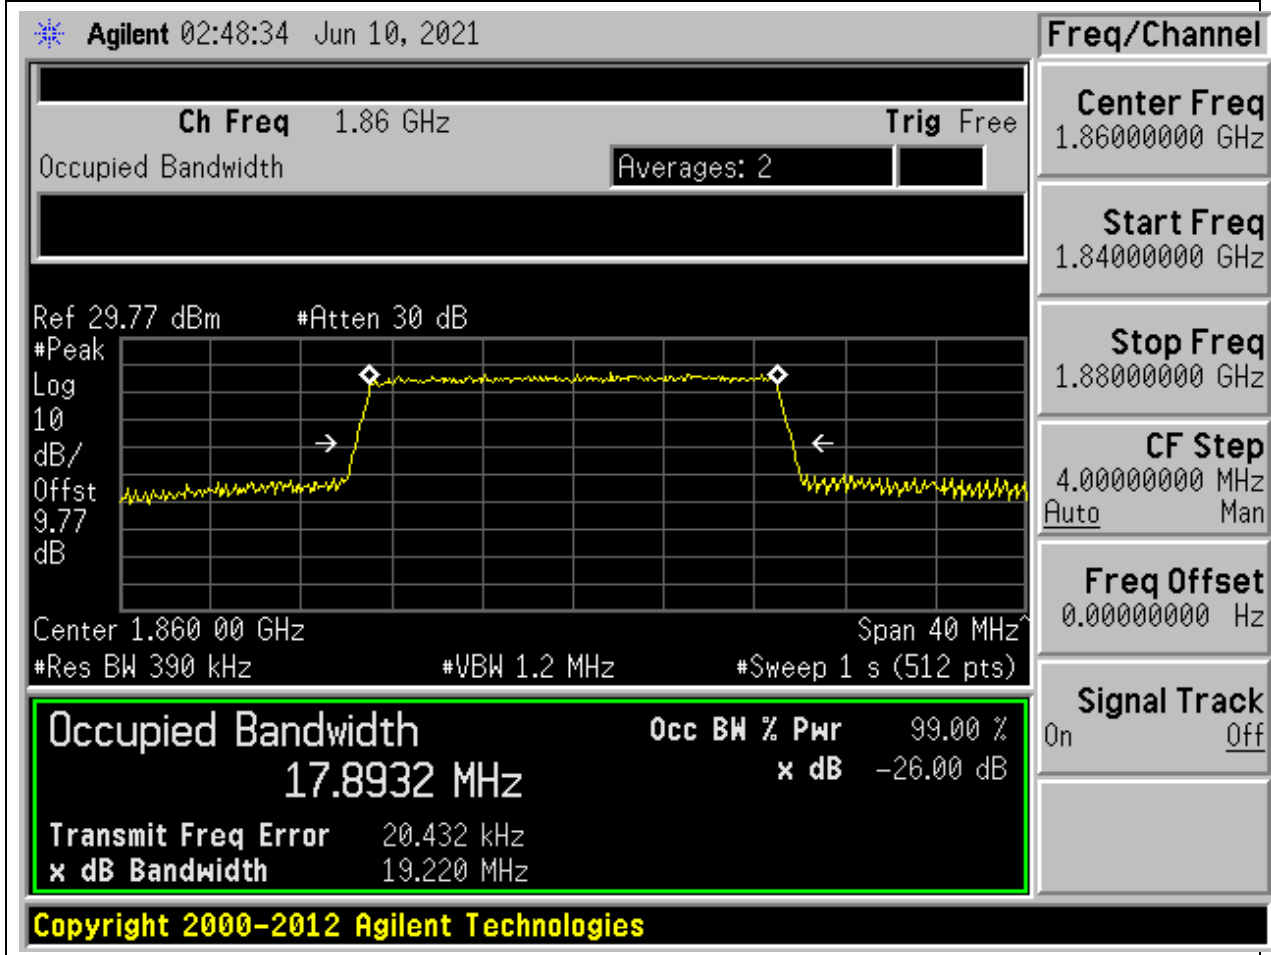 Agilent 02:48:34 Jun 10, 2021
Freq/Channel
Ch Freq 1.86 GHz Trig Free
Occupied Bandwidth Averages: 2
Center Freq
1.86000000 GHz
Start Freq
1.84000000 GHz
Stop Freq
1.88000000 GHz
CF Step
4.00000000 MHz
Auto Man
Freq Offset
0.00000000 Hz
Signal Track
On Off
Ref 29.77 dBm #Atten 30 dB
#Peak
Log
10
dB/
Offst
9.77
dB
Center 1.860 00 GHz Span 40 MHz^
#Res BW 390 kHz #VBW 1.2 MHz #Sweep 1 s (512 pts)
Occupied Bandwidth Occ BW % Pwr 99.00 %
17.8932 MHz x dB -26.00 dB
Transmit Freq Error 20.432 kHz
x dB Bandwidth 19.220 MHz
Copyright 2000-2012 Agilent Technologies